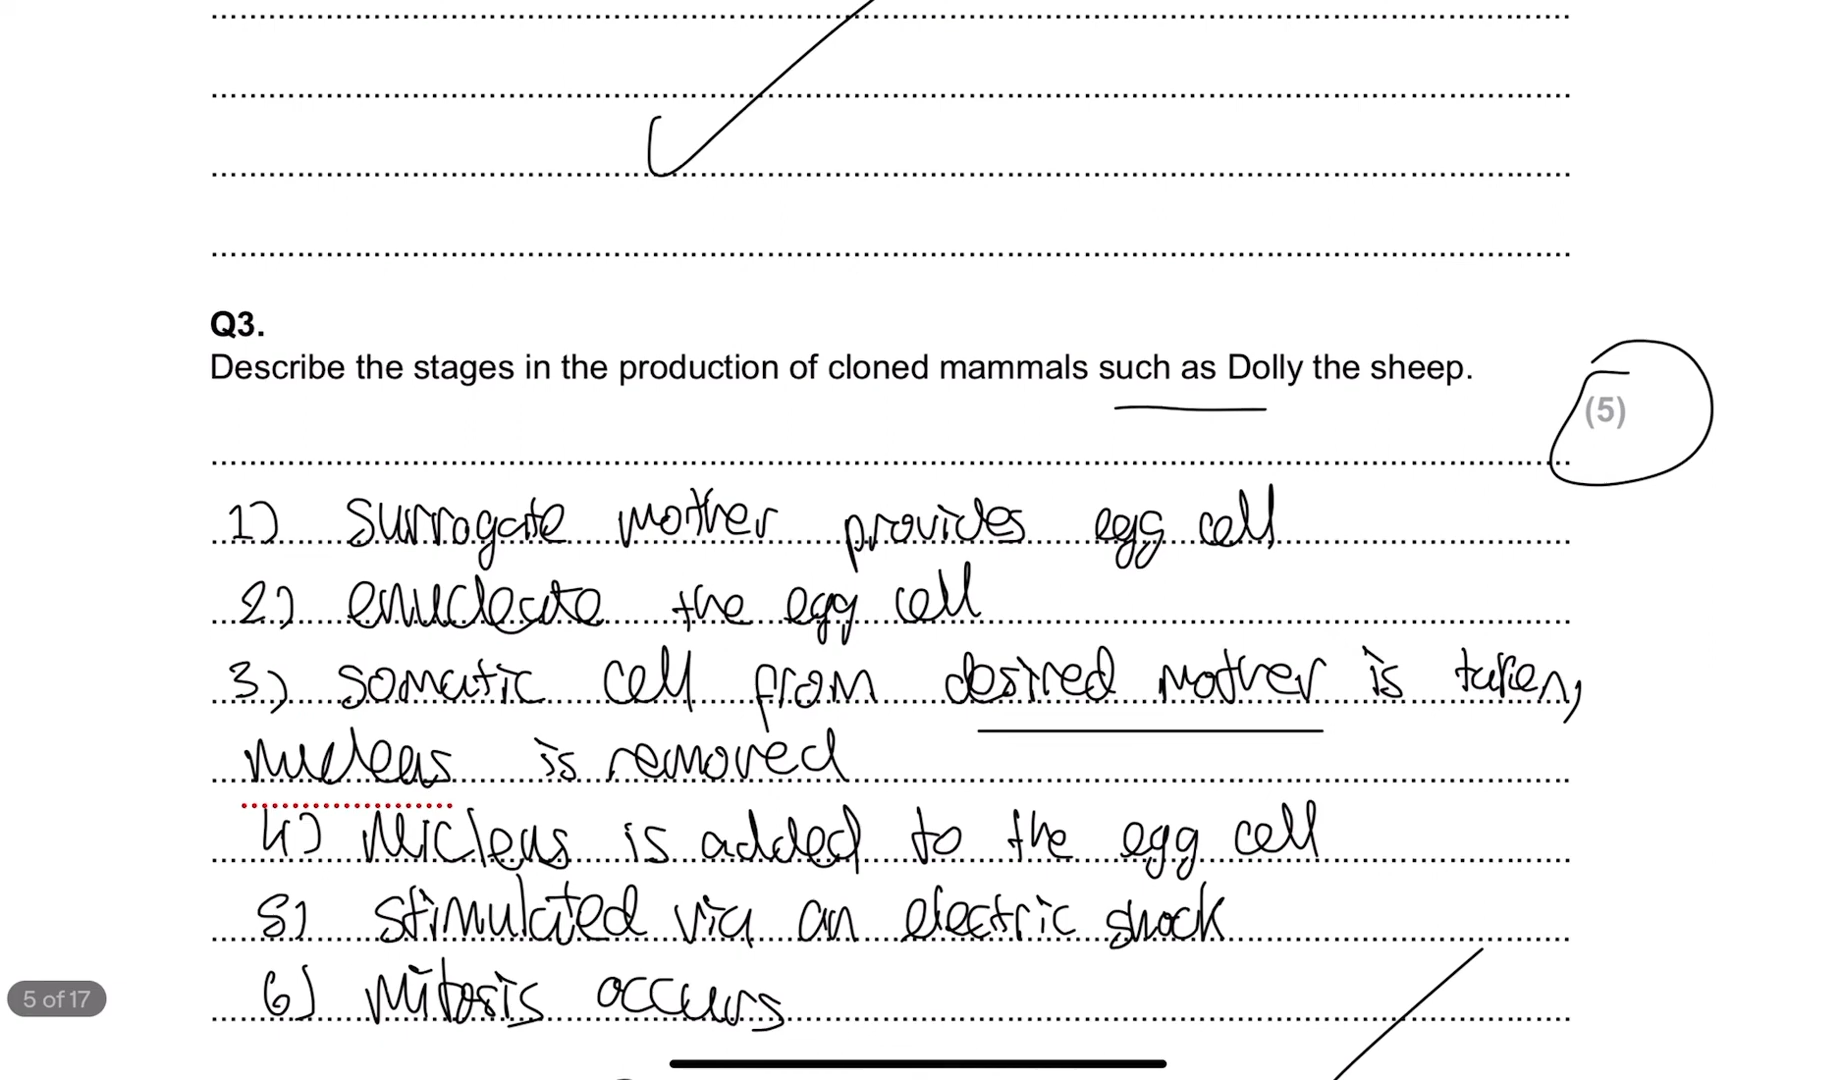 Q3.
Describe the stages in the production of cloned mammals such as Dolly the sheep.
(5)
1) surrogate mother provides egg cell
2) enucleate the egg cell
3) somatic cell from desired mother is taken,
nucleus is removed
4) Nucleus is added to the egg cell
5) stimulated via an electric shock
6) Mitosis occurs
5 of 17